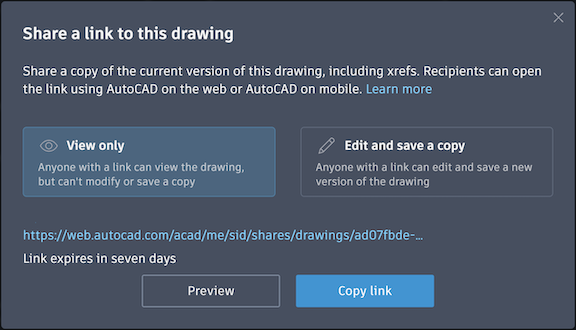 Share a link to this drawing
Share a copy of the current version of this drawing, including xrefs. Recipients can open
the link using AutoCAD on the web or AutoCAD on mobile. Learn more
View only
Anyone with a link can view the drawing,
but can't modify or save a copy
Edit and save a copy
Anyone with a link can edit and save a new
version of the drawing
https://web.autocad.com/acad/me/sid/shares/drawings/ad07fbde-...
Link expires in seven days
Preview
Copy link